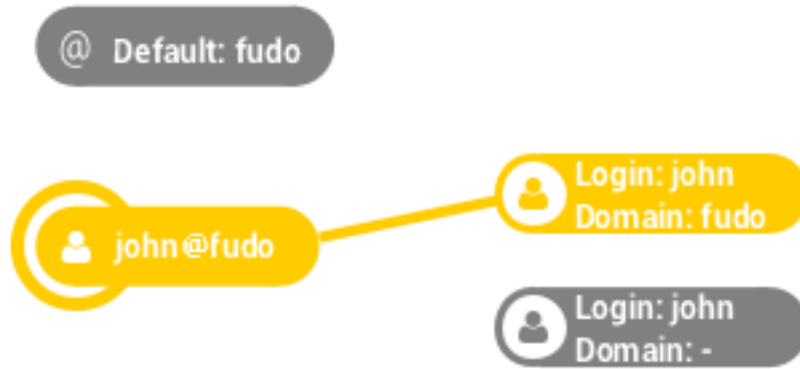 @ Default: fudo
john@fudo
Login: john
Domain: fudo
Login: john
Domain: -